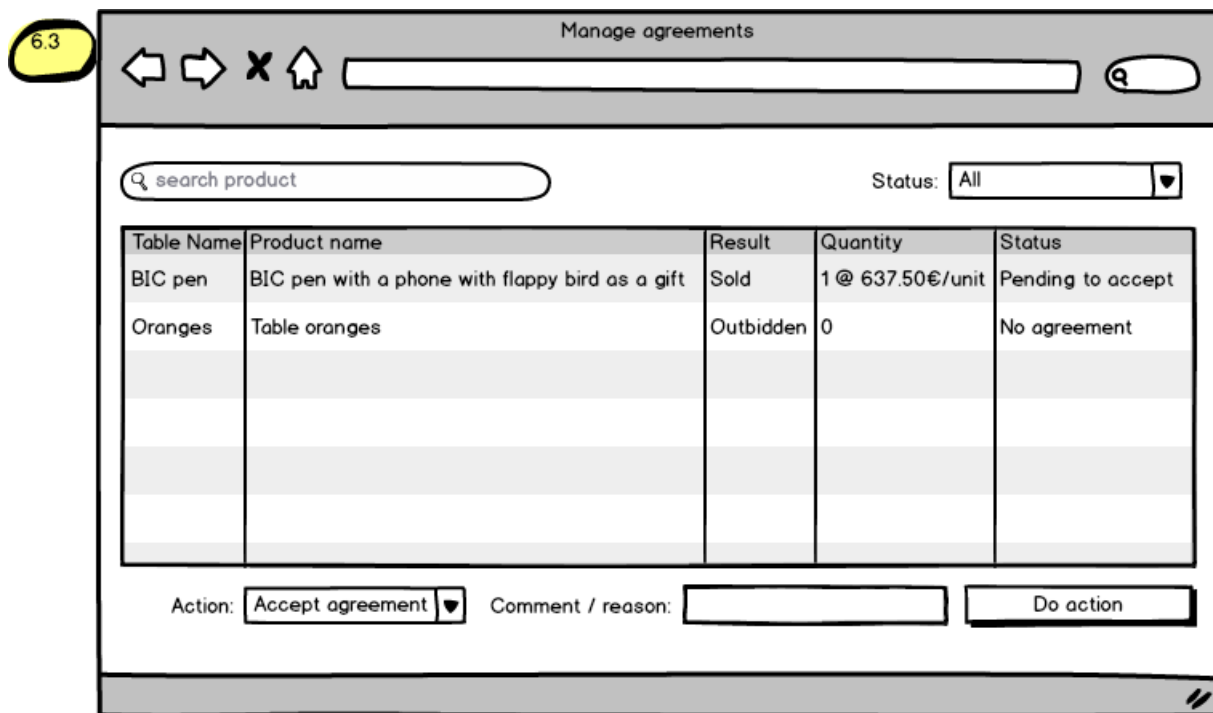 6.3
Manage agreements
search product
Status: All
Table Name Product name Result Quantity Status
BIC pen BIC pen with a phone with flappy bird as a gift Sold 1 @ 637.50€/unit Pending to accept
Oranges Table oranges Outbidden 0 No agreement
Action: Accept agreement Comment / reason: Do action